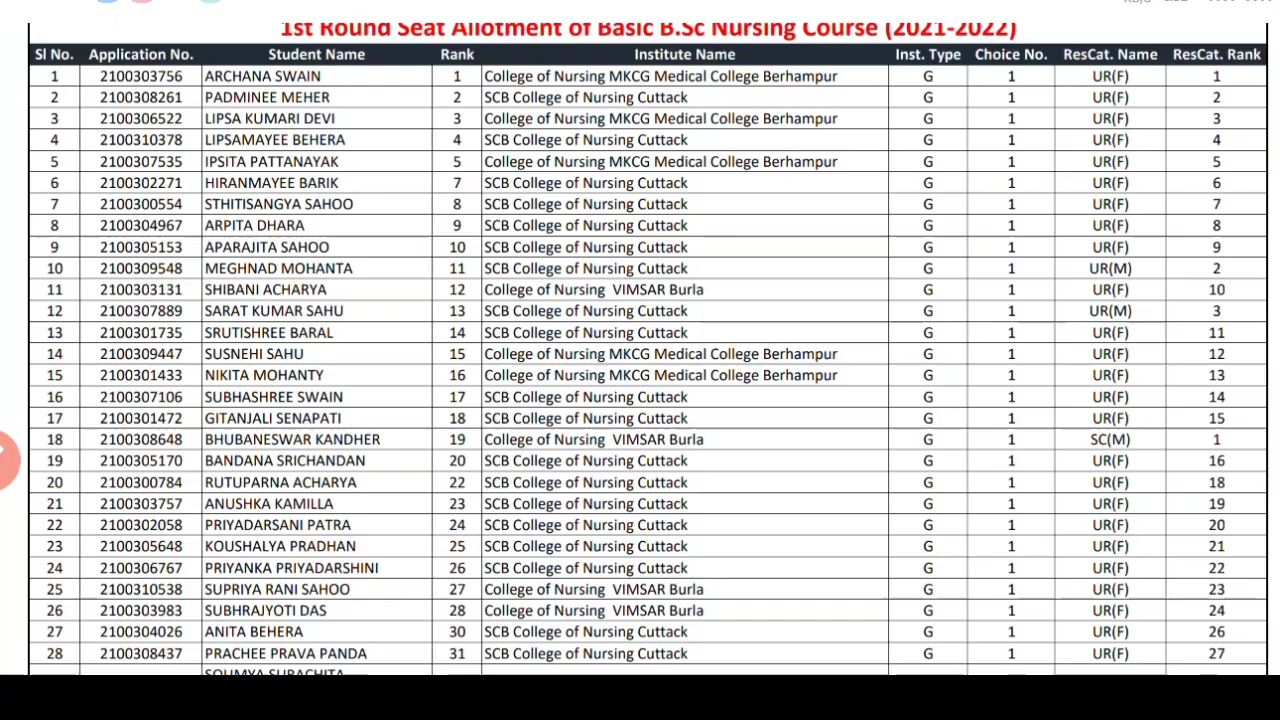 1st Round Seat Allotment of Basic B.Sc Nursing Course (2021-2022)
Sl No. Application No. Student Name Rank Institute Name Inst. Type Choice No. ResCat. Name ResCat. Rank
1 2100303756 ARCHANA SWAIN 1 College of Nursing MKCG Medical College Berhampur G 1 UR(F) 1
2 2100308261 PADMINEE MEHER 2 SCB College of Nursing Cuttack G 1 UR(F) 2
3 2100306522 LIPSA KUMARI DEVI 3 College of Nursing MKCG Medical College Berhampur G 1 UR(F) 3
4 2100310378 LIPSAMAYEE BEHERA 4 SCB College of Nursing Cuttack G 1 UR(F) 4
5 2100307535 IPSITA PATTANAYAK 5 College of Nursing MKCG Medical College Berhampur G 1 UR(F) 5
6 2100302271 HIRANMAYEE BARIK 7 SCB College of Nursing Cuttack G 1 UR(F) 6
7 2100300554 STHITISANGYA SAHOO 8 SCB College of Nursing Cuttack G 1 UR(F) 7
8 2100304967 ARPITA DHARA 9 SCB College of Nursing Cuttack G 1 UR(F) 8
9 2100305153 APARAJITA SAHOO 10 SCB College of Nursing Cuttack G 1 UR(F) 9
10 2100309548 MEGHNAD MOHANTA 11 SCB College of Nursing Cuttack G 1 UR(M) 2
11 2100303131 SHIBANI ACHARYA 12 College of Nursing VIMSAR Burla G 1 UR(F) 10
12 2100307889 SARAT KUMAR SAHU 13 SCB College of Nursing Cuttack G 1 UR(M) 3
13 2100301735 SRUTISHREE BARAL 14 SCB College of Nursing Cuttack G 1 UR(F) 11
14 2100309447 SUSNEHI SAHU 15 College of Nursing MKCG Medical College Berhampur G 1 UR(F) 12
15 2100301433 NIKITA MOHANTY 16 College of Nursing MKCG Medical College Berhampur G 1 UR(F) 13
16 2100307106 SUBHASHREE SWAIN 17 SCB College of Nursing Cuttack G 1 UR(F) 14
17 2100301472 GITANJALI SENAPATI 18 SCB College of Nursing Cuttack G 1 UR(F) 15
18 2100308648 BHUBANESWAR KANDHER 19 College of Nursing VIMSAR Burla G 1 SC(M) 1
19 2100305170 BANDANA SRICHANDAN 20 SCB College of Nursing Cuttack G 1 UR(F) 16
20 2100300784 RUTUPARNA ACHARYA 22 SCB College of Nursing Cuttack G 1 UR(F) 18
21 2100303757 ANUSHKA KAMILLA 23 SCB College of Nursing Cuttack G 1 UR(F) 19
22 2100302058 PRIYADARSANI PATRA 24 SCB College of Nursing Cuttack G 1 UR(F) 20
23 2100305648 KOUSHALYA PRADHAN 25 SCB College of Nursing Cuttack G 1 UR(F) 21
24 2100306767 PRIYANKA PRIYADARSHINI 26 SCB College of Nursing Cuttack G 1 UR(F) 22
25 2100310538 SUPRIYA RANI SAHOO 27 College of Nursing VIMSAR Burla G 1 UR(F) 23
26 2100303983 SUBHRAJYOTI DAS 28 College of Nursing VIMSAR Burla G 1 UR(F) 24
27 2100304026 ANITA BEHERA 30 SCB College of Nursing Cuttack G 1 UR(F) 26
28 2100308437 PRACHEE PRAVA PANDA 31 SCB College of Nursing Cuttack G 1 UR(F) 27